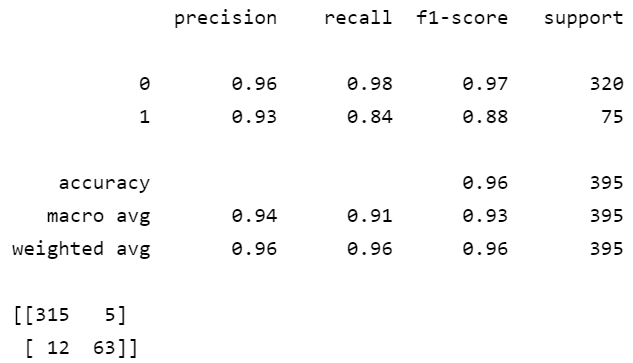 precision recall f1-score support
0 0.96 0.98 0.97 320
1 0.93 0.84 0.88 75
accuracy 0.96 395
macro avg 0.94 0.91 0.93 395
weighted avg 0.96 0.96 0.96 395
[[315 5]
[ 12 63]]